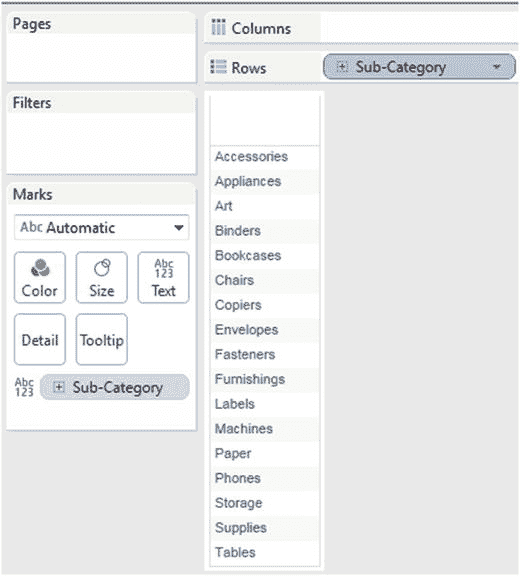 Pages
Columns
Rows
Sub-Category
Filters
Marks
Abc Automatic
Color
Size
Abc
123
Text
Detail
Tooltip
Abc
123
Sub-Category
Accessories
Appliances
Art
Binders
Bookcases
Chairs
Copiers
Envelopes
Fasteners
Furnishings
Labels
Machines
Paper
Phones
Storage
Supplies
Tables